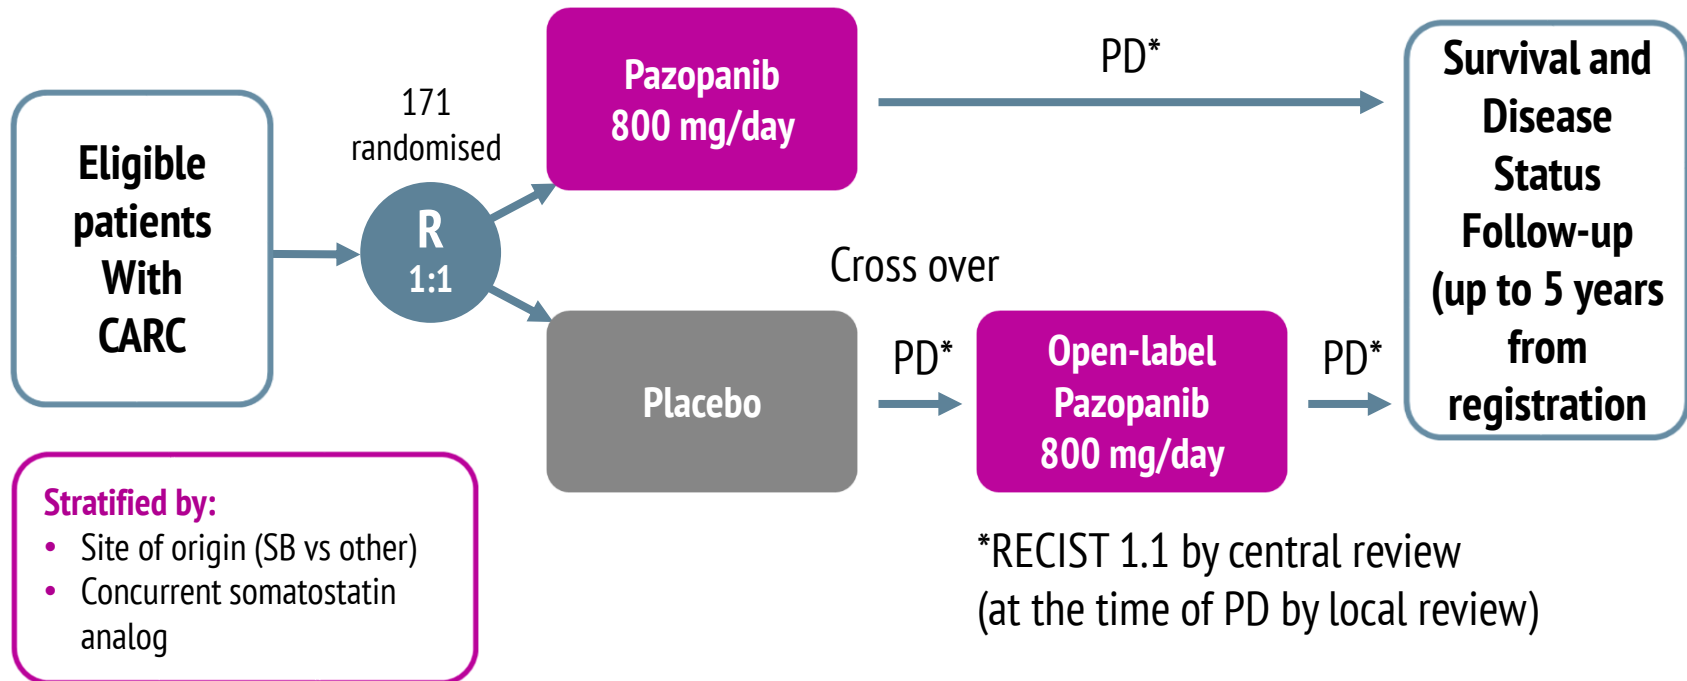 Eligible
patients
With
CARC
171
randomised
R
1:1
Pazopanib
800 mg/day
PD*
Cross over
Placebo
PD*
Open-label
Pazopanib
800 mg/day
PD*
Survival and
Disease
Status
Follow-up
(up to 5 years
from
registration
Stratified by:
• Site of origin (SB vs other)
• Concurrent somatostatin
analog
*RECIST 1.1 by central review
(at the time of PD by local review)